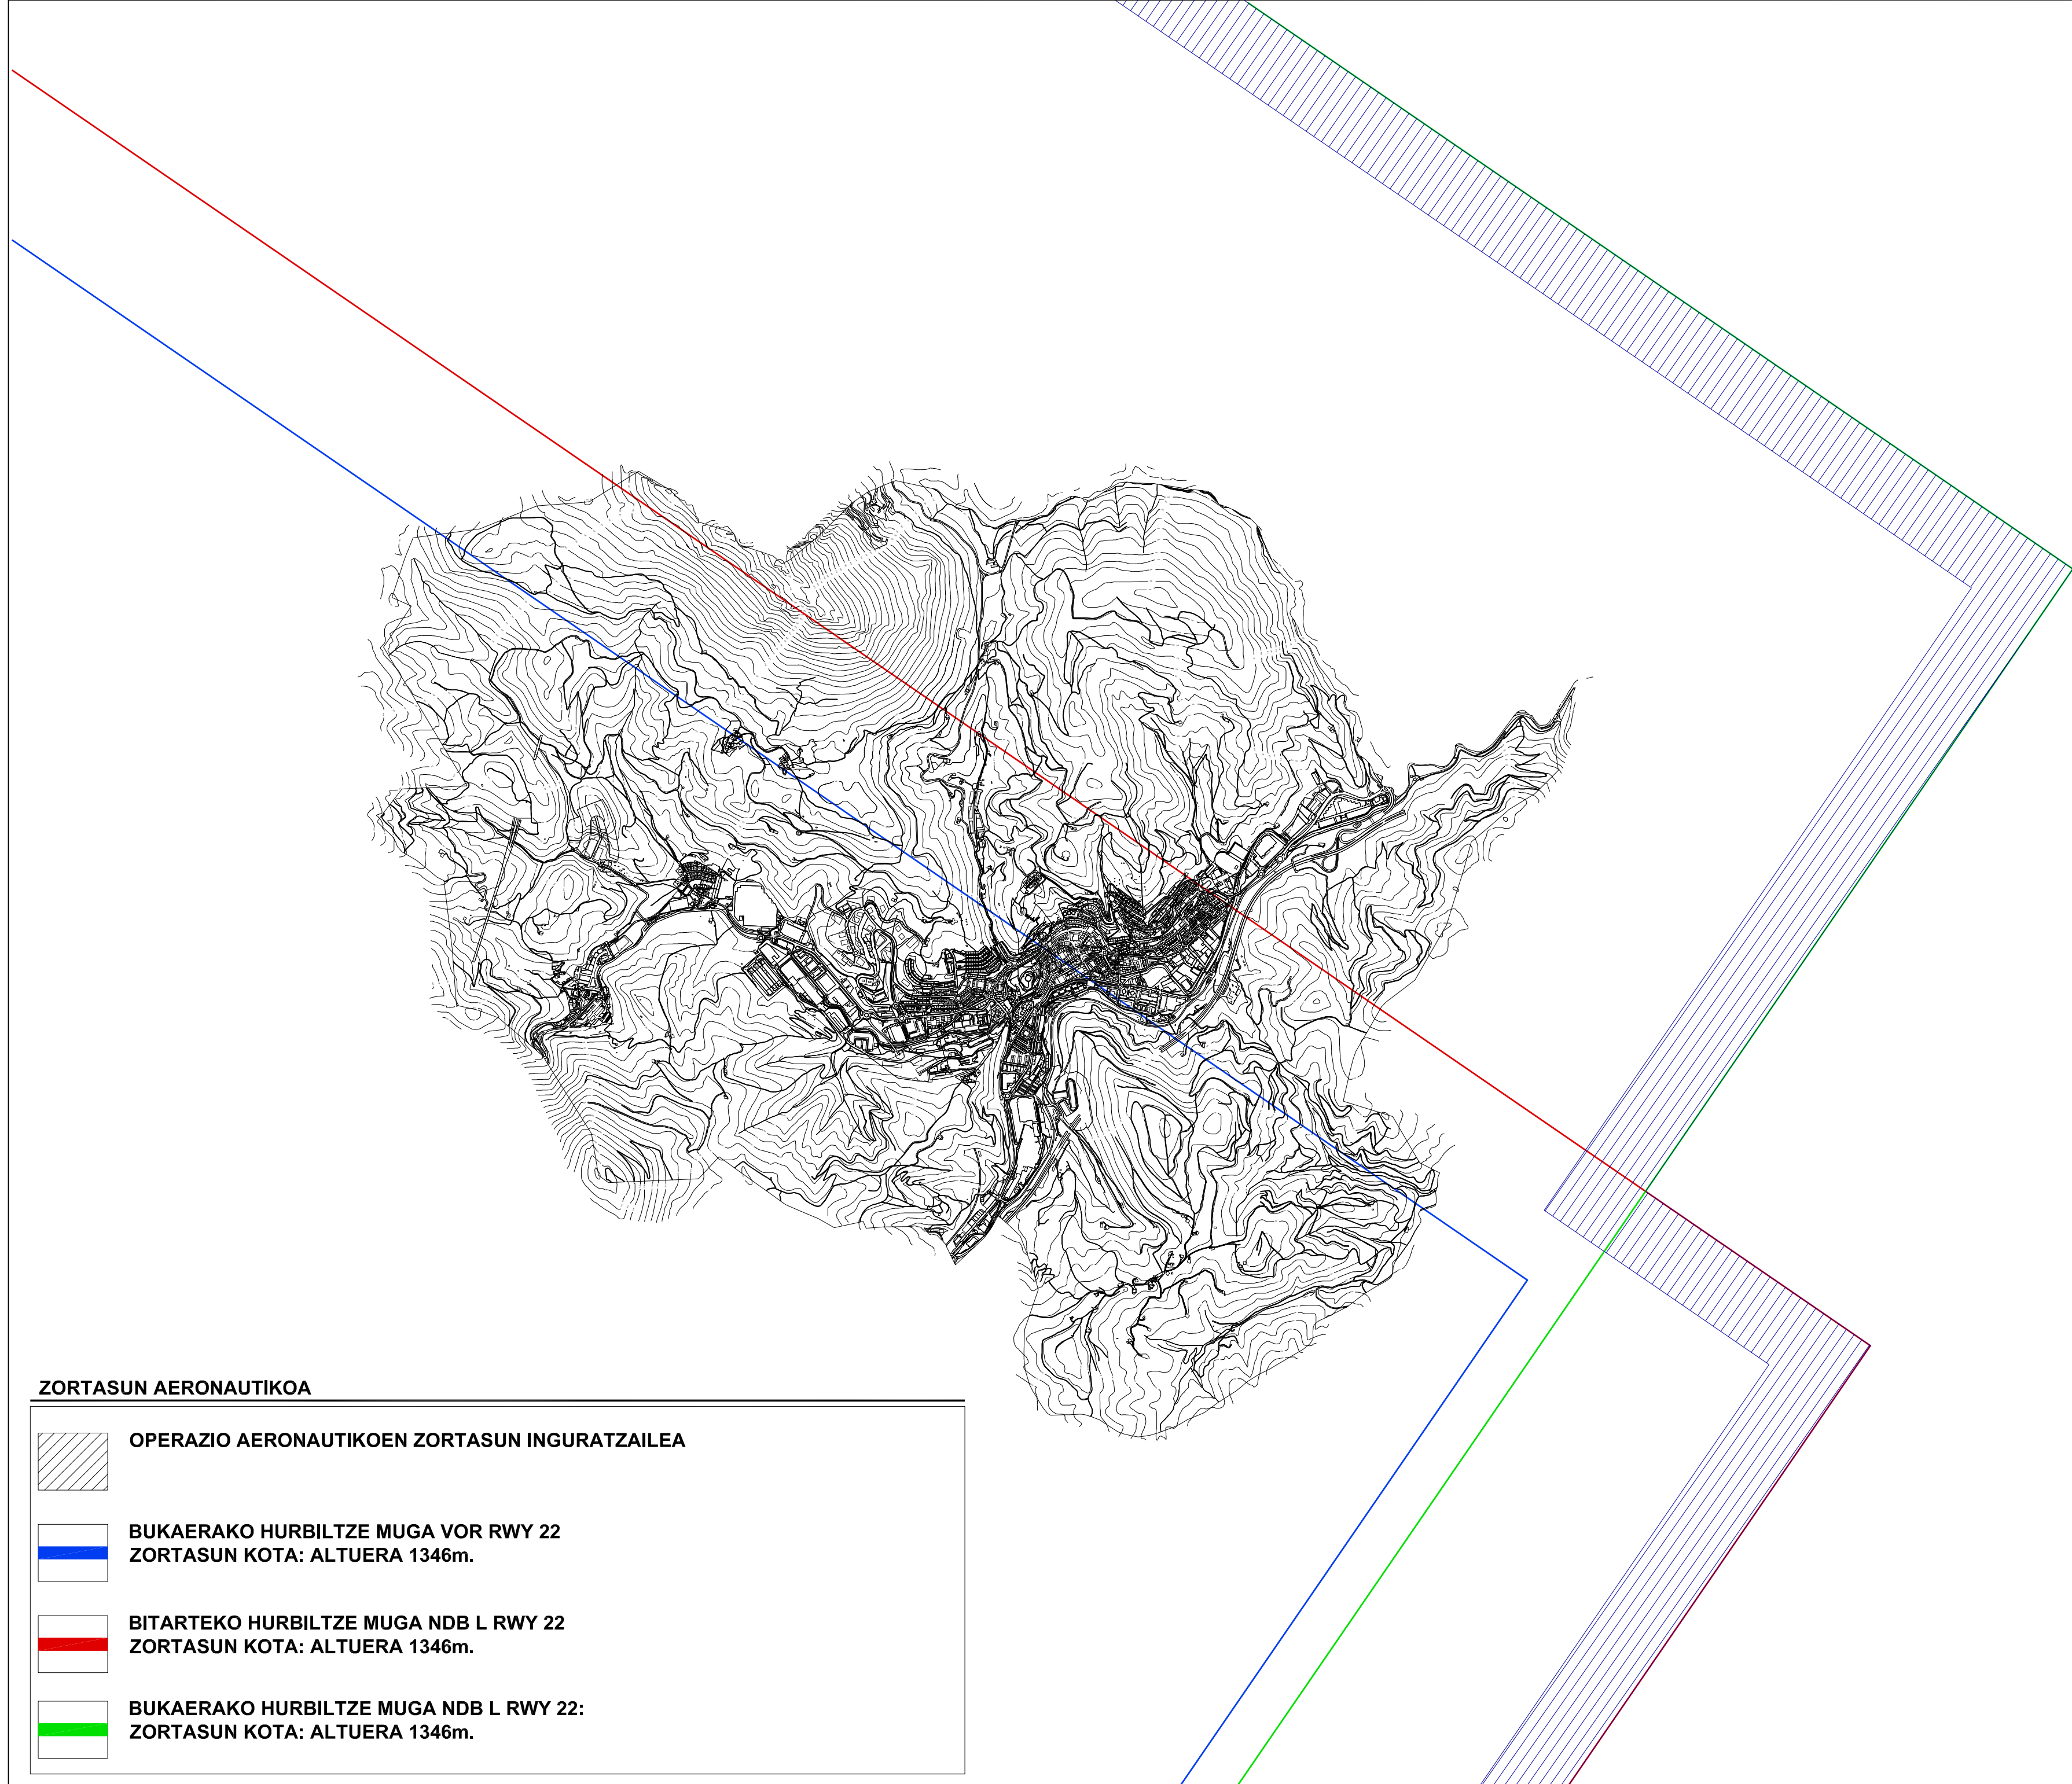 ZORTASUN AERONAUTIKOA
OPERAZIO AERONAUTIKOEN ZORTASUN INGURATZAILEA
BUKAERAKO HURBILTZE MUGA VOR RWY 22
ZORTASUN KOTA: ALTUERA 1346m.
BITARTEKO HURBILTZE MUGA NDB L RWY 22
ZORTASUN KOTA: ALTUERA 1346m.
BUKAERAKO HURBILTZE MUGA NDB L RWY 22:
ZORTASUN KOTA: ALTUERA 1346m.